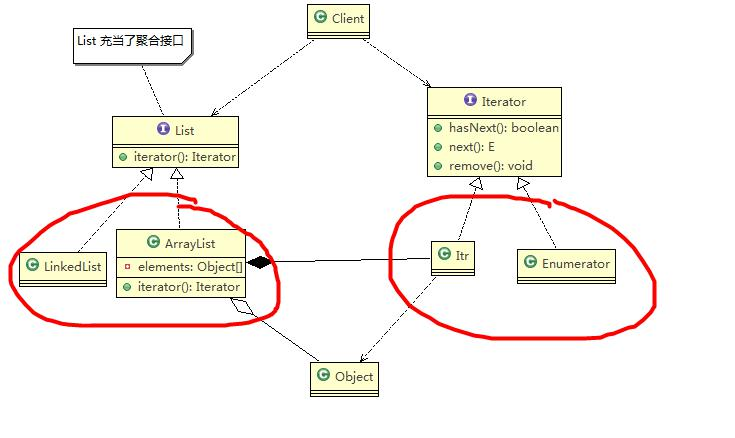 Client
List 充当了聚合接口
Iterator
hasNext(): boolean
next(): E
remove(): void
List
iterator(): Iterator
ArrayList
elements: Object[]
iterator(): Iterator
LinkedList
Itr
Enumerator
Object